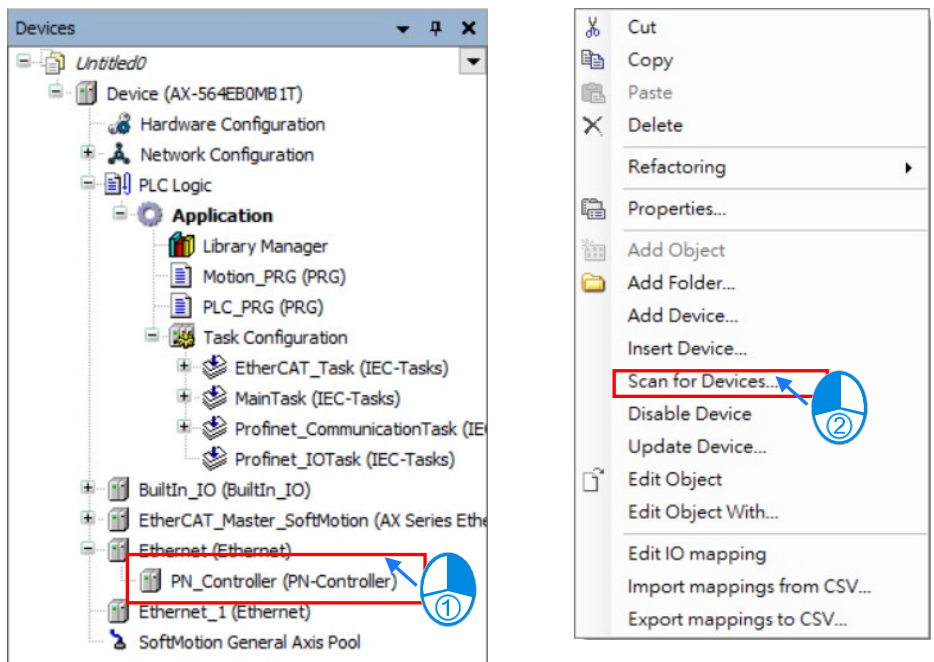 Devices
Untitled0
Device (AX-564EB0MB1T)
Hardware Configuration
Network Configuration
PLC Logic
Application
Library Manager
Motion_PRG (PRG)
PLC_PRG (PRG)
Task Configuration
EtherCAT_Task (IEC-Tasks)
MainTask (IEC-Tasks)
Profinet_CommunicationTask (IE
Profinet_IOTask (IEC-Tasks)
BuiltIn_IO (BuiltIn_IO)
EtherCAT_Master_SoftMotion (AX Series Ethe
Ethernet (Ethernet)
PN_Controller (PN-Controller)
①
Ethernet_1 (Ethernet)
SoftMotion General Axis Pool
Cut
Copy
Paste
Delete
Refactoring
Properties...
Add Object
Add Folder...
Add Device...
Insert Device...
Scan for Devices...
②
Disable Device
Update Device...
Edit Object
Edit Object With...
Edit IO mapping
Import mappings from CSV...
Export mappings to CSV...